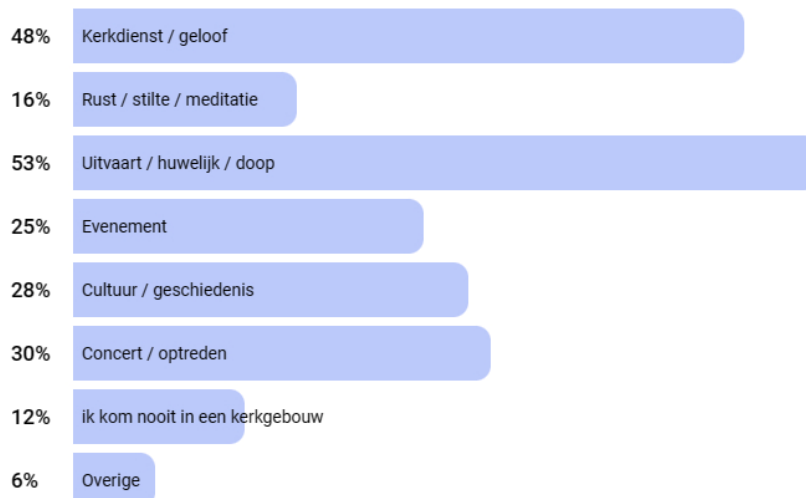 48% Kerkdienst / geloof
16% Rust / stilte / meditatie
53% Uitvaart / huwelijk / doop
25% Evenement
28% Cultuur / geschiedenis
30% Concert / optreden
12% ik kom nooit in een kerkgebouw
6% Overige